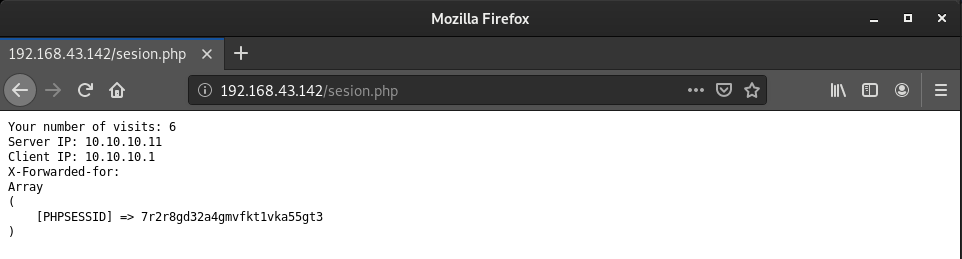 Mozilla Firefox
192.168.43.142/sesion.php
192.168.43.142/sesion.php
Your number of visits: 6
Server IP: 10.10.10.11
Client IP: 10.10.10.1
X-Forwarded-for:
Array
(
    [PHPSESSID] => 7r2r8gd32a4gmvfkt1vka55gt3
)